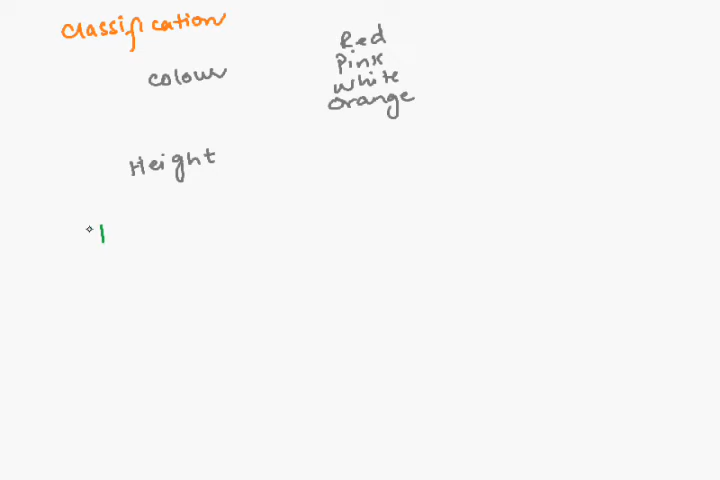 Classification
colour
Red
Pink
White
Orange
Height